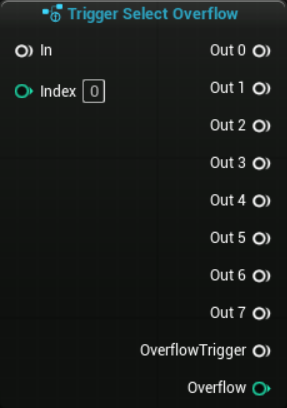 Trigger Select Overflow
In
Out 0
Index 0
Out 1
Out 2
Out 3
Out 4
Out 5
Out 6
Out 7
OverflowTrigger
Overflow